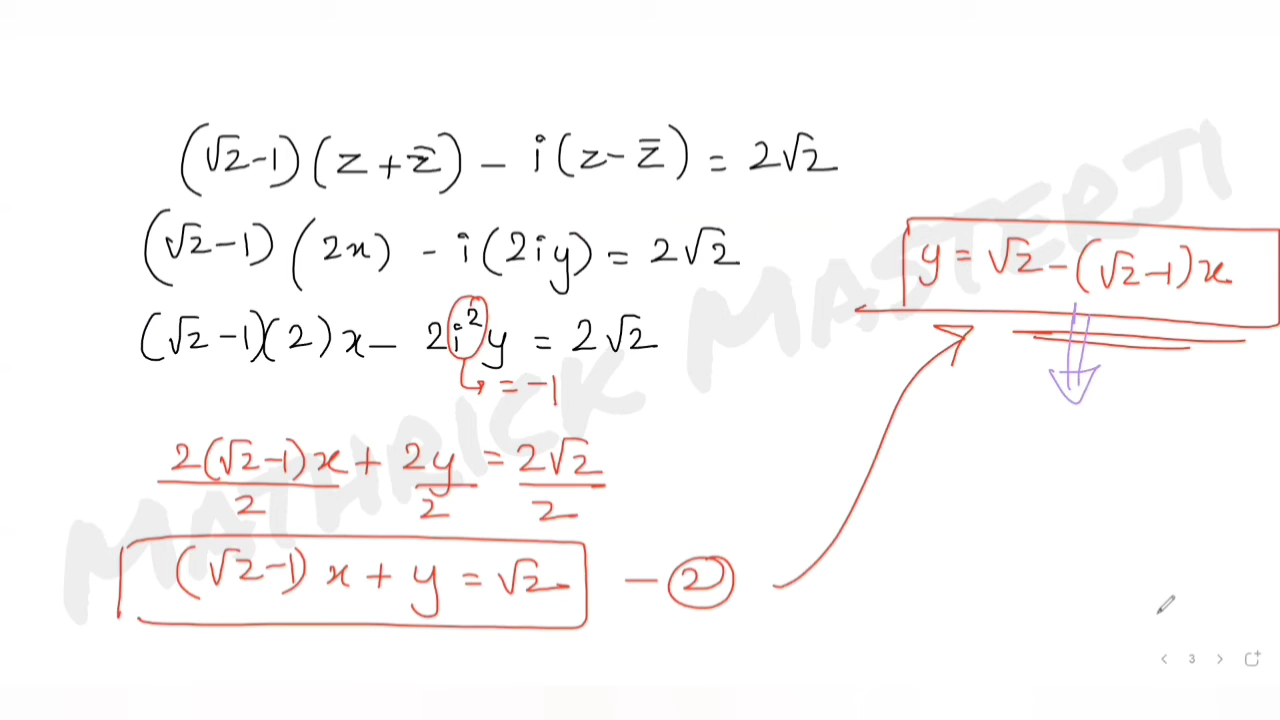 (√2-1)(z+z̄) - i(z-z̄) = 2√2
(√2-1)(2x) - i(2iy) = 2√2
(√2-1)(2)x - 2i²y = 2√2
= -1
2(√2-1)x/2 + 2y/2 = 2√2/2
(√2-1)x + y = √2 - ②
y = √2 - (√2-1)x
MATHRICK MASTERJI
< 3 >